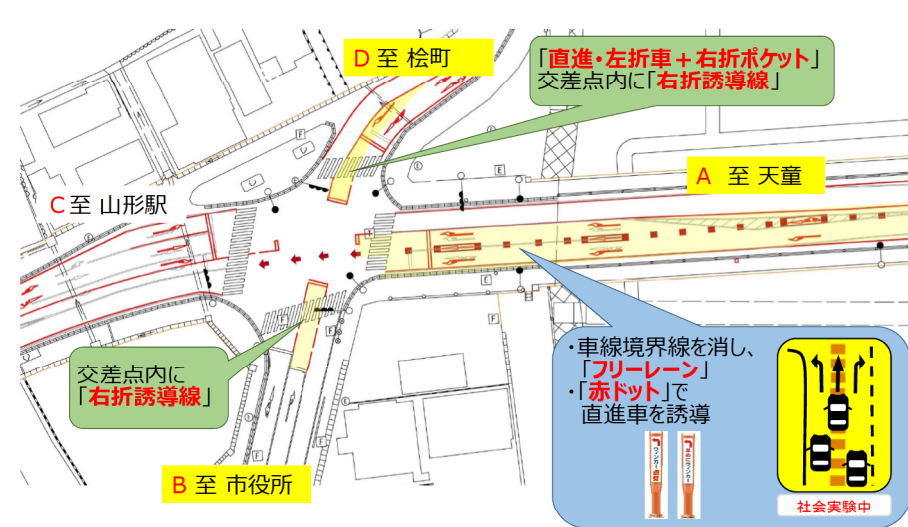 D 至 桧町
「直進・左折車＋右折ポケット」
交差点内に「右折誘導線」
A 至 天童
C 至 山形駅
交差点内に
「右折誘導線」
B 至 市役所
・車線境界線を消し、
「フリーレーン」
・「赤ドット」で
直進車を誘導
社会実験中
F
E
E
F
F
F
F